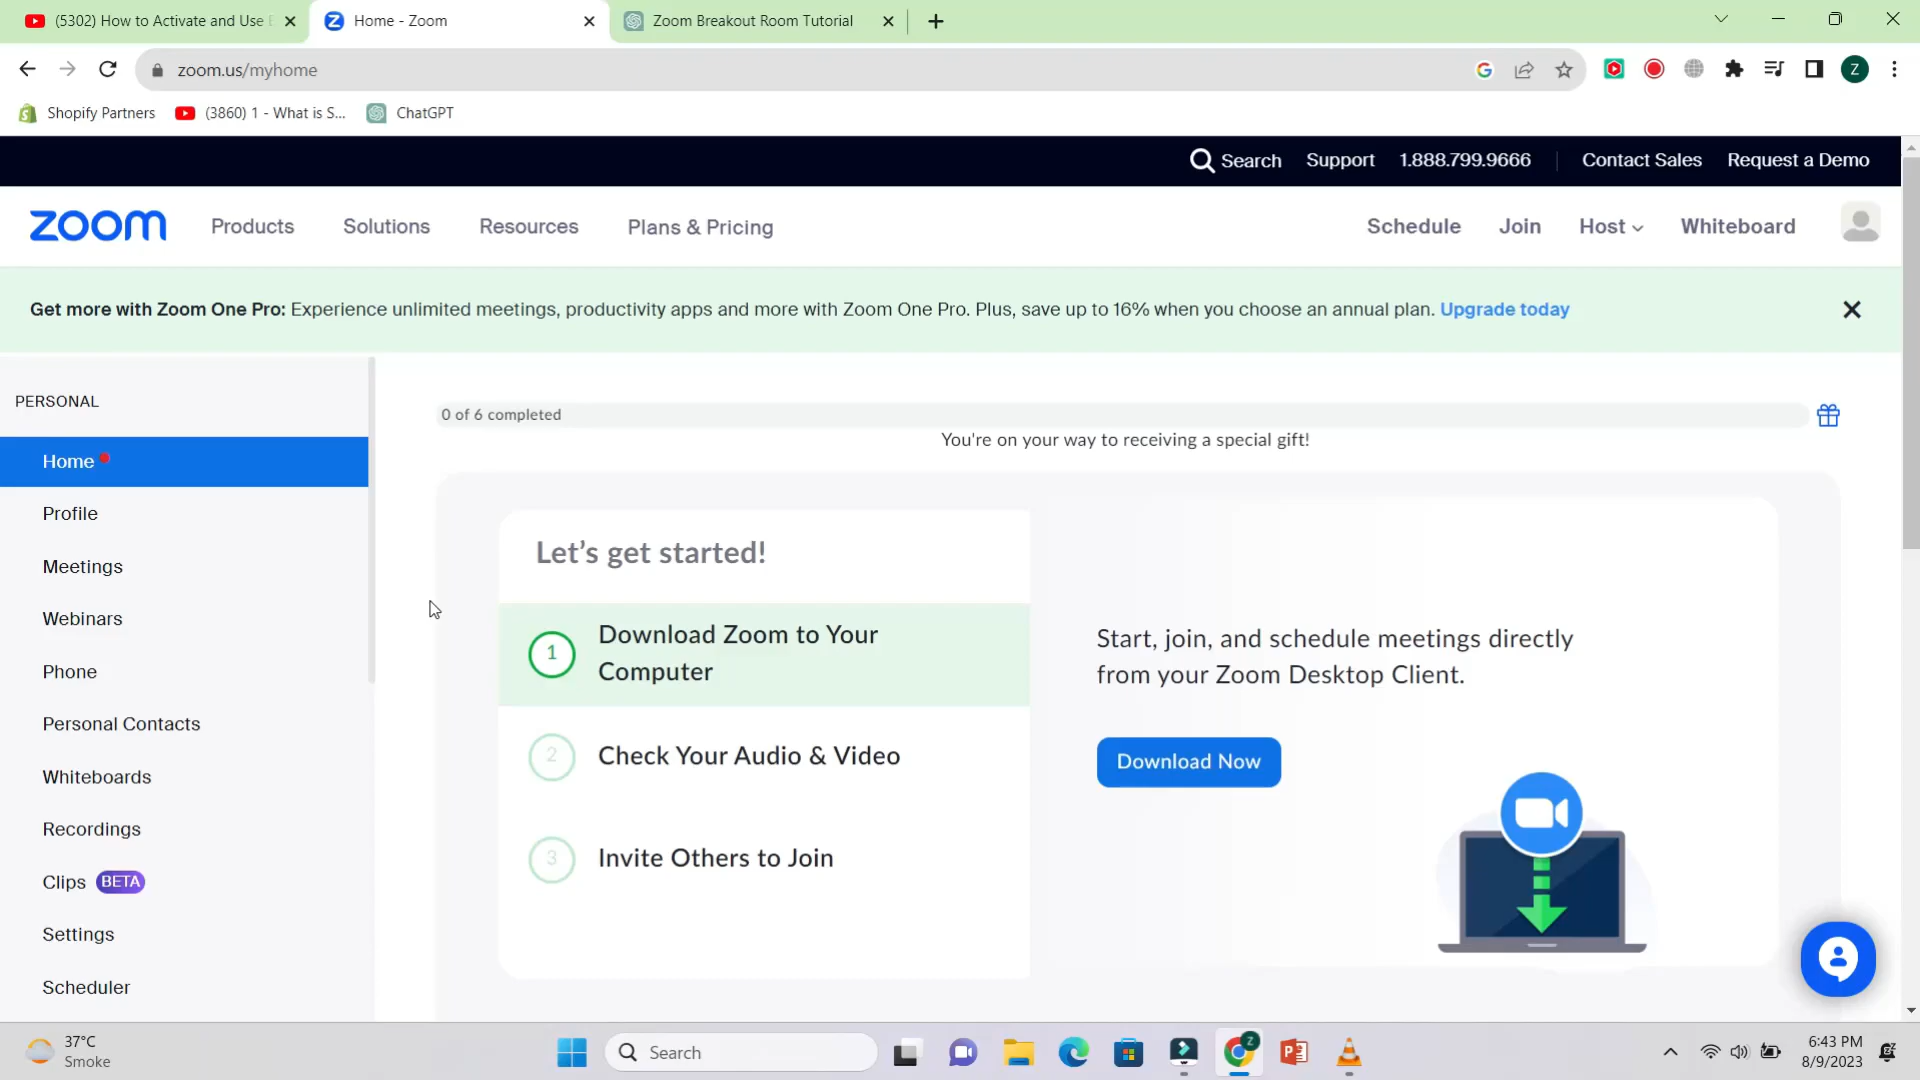 (5302) How to Activate and Use
Home - Zoom
Zoom Breakout Room Tutorial
zoom.us/myhome
Z
Shopify Partners
(3860) 1 - What is S...
ChatGPT
Search
Support
1.888.799.9666
Contact Sales
Request a Demo
zoom
Products
Solutions
Resources
Plans & Pricing
Schedule
Join
Host
Whiteboard
Get more with Zoom One Pro: Experience unlimited meetings, productivity apps and more with Zoom One Pro. Plus, save up to 16% when you choose an annual plan. Upgrade today
PERSONAL
Home
Profile
Meetings
Webinars
Phone
Personal Contacts
Whiteboards
Recordings
Clips BETA
Settings
Scheduler
0 of 6 completed
You're on your way to receiving a special gift!
Let's get started!
1
Download Zoom to Your
Computer
2
Check Your Audio & Video
3
Invite Others to Join
Start, join, and schedule meetings directly
from your Zoom Desktop Client.
Download Now
37°C
Smoke
Search
6:43 PM
8/9/2023